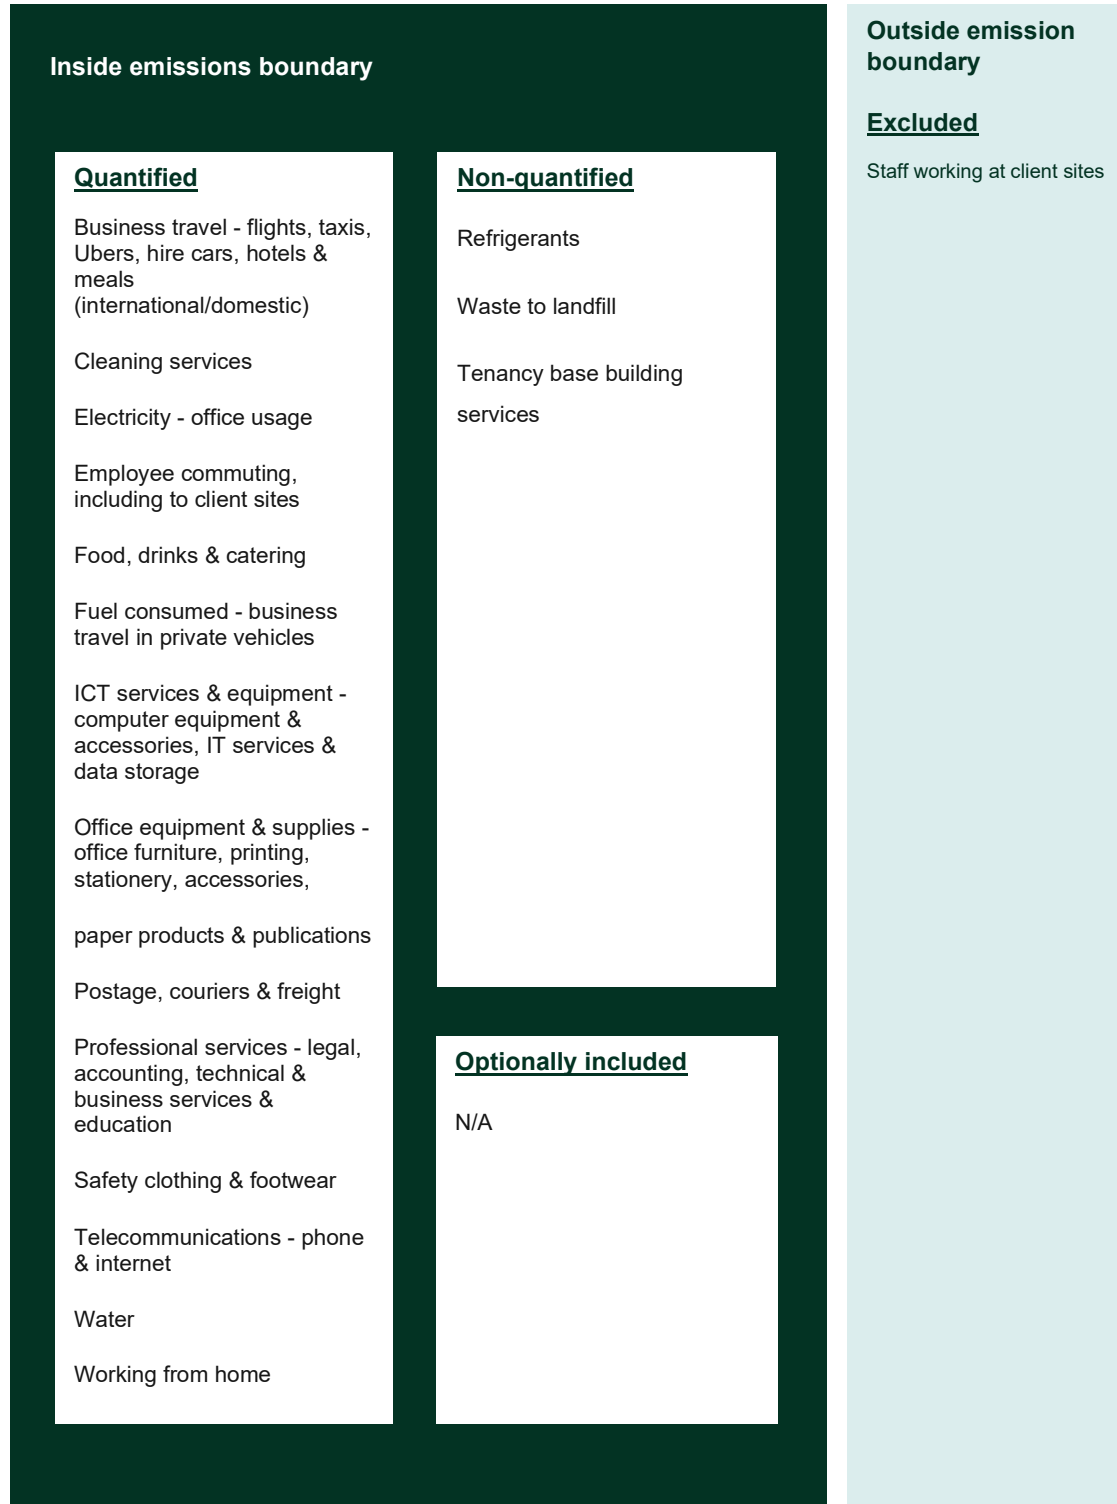 Inside emissions boundary
Quantified
Business travel - flights, taxis,
Ubers, hire cars, hotels &
meals
(international/domestic)
Cleaning services
Electricity - office usage
Employee commuting,
including to client sites
Food, drinks & catering
Fuel consumed - business
travel in private vehicles
ICT services & equipment -
computer equipment &
accessories, IT services &
data storage
Office equipment & supplies -
office furniture, printing,
stationery, accessories,
paper products & publications
Postage, couriers & freight
Professional services - legal,
accounting, technical &
business services &
education
Safety clothing & footwear
Telecommunications - phone
& internet
Water
Working from home
Non-quantified
Refrigerants
Waste to landfill
Tenancy base building
services
Optionally included
N/A
Outside emission
boundary
Excluded
Staff working at client sites